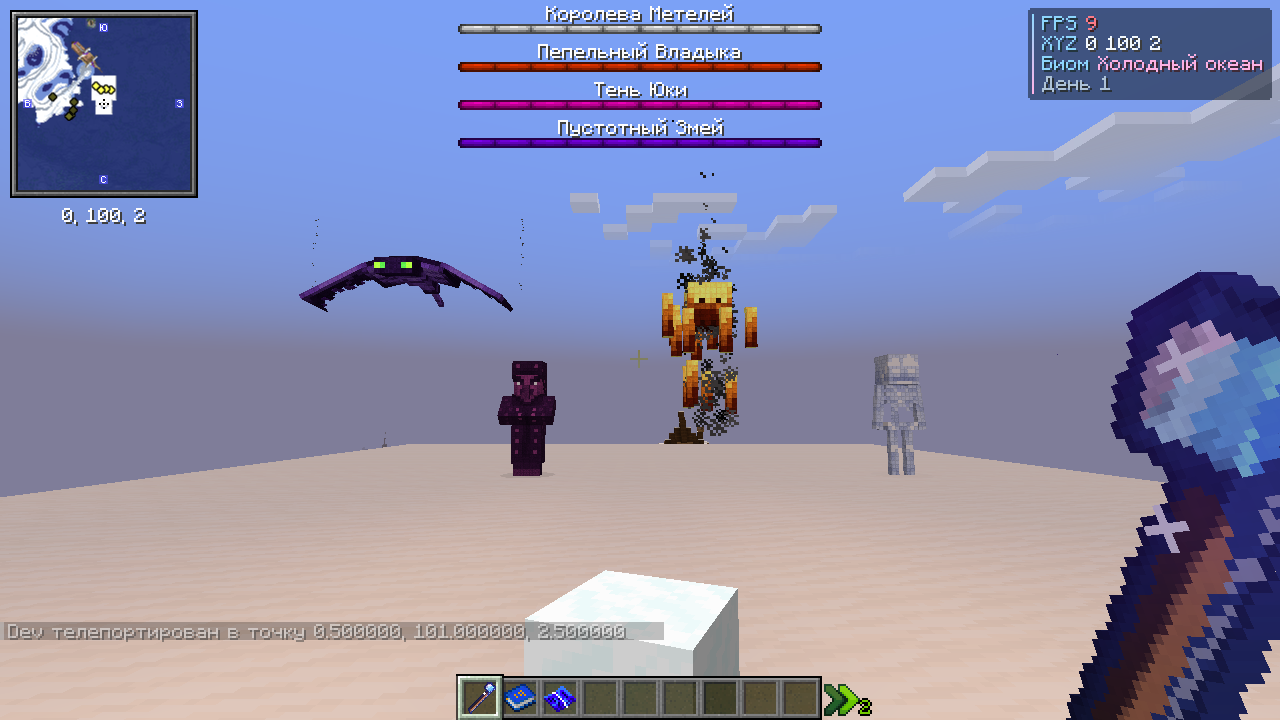 Королева Метелей
Пепельный Владыка
Тень Юки
Пустотный Змей
FPS 9
XYZ 0 100 2
Биом Холодный океан
День 1
Ю
В
З
С
0, 100, 2
Dev телепортирован в точку 0.500000, 101.000000, 2.500000
3